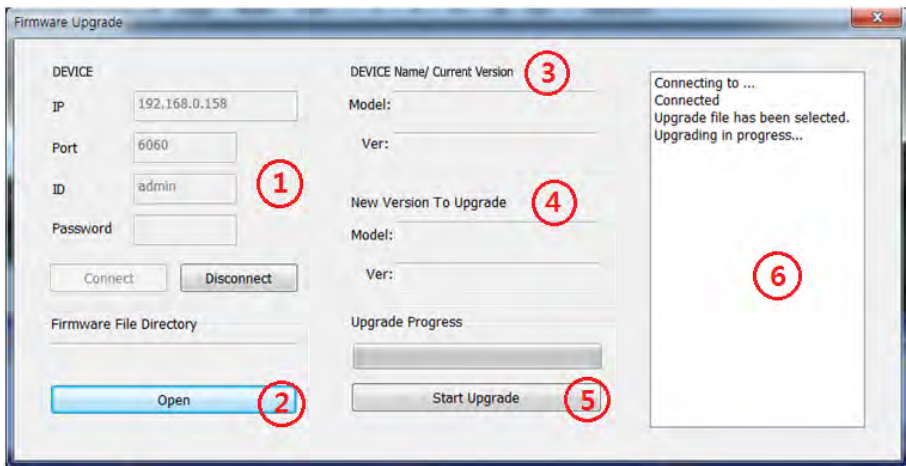 Firmware Upgrade
x
DEVICE
IP 192.168.0.158
Port 6060
ID admin
Password
1
Connect Disconnect
Firmware File Directory
Open 2
DEVICE Name/ Current Version 3
Model:
Ver:
New Version To Upgrade 4
Model:
Ver:
Upgrade Progress
Start Upgrade 5
Connecting to ...
Connected
Upgrade file has been selected.
Upgrading in progress...
6